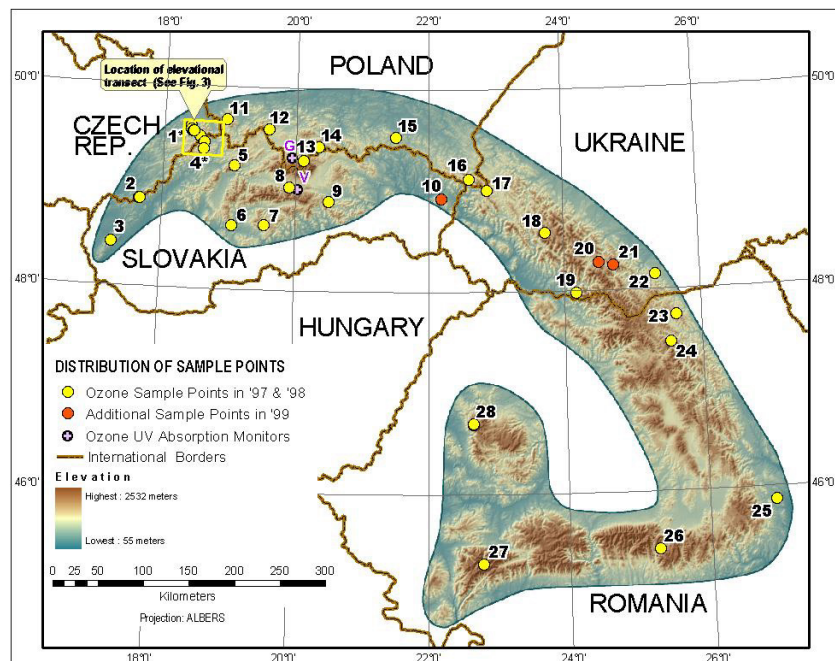 18°0' 20°0' 22°0' 24°0' 26°0'
50°0' 50°0'
POLAND
Location of elevational
transect (See Fig. 3)
11
12
CZECH
REP.
1*
4*
5
G
13
14
15
UKRAINE
2
8
V
9
10
16
17
3
6
7
18
SLOVAKIA
20
21
22
19
48°0' 48°0'
HUNGARY
23
24
DISTRIBUTION OF SAMPLE POINTS
Ozone Sample Points in '97 & '98
Additional Sample Points in '99
Ozone UV Absorption Monitors
International Borders
Elevation
Highest : 2532 meters
Lowest : 55 meters
28
46°0' 46°0'
25
26
27
0 25 50 100 150 200 250 300
Kilometers
Projection: ALBERS
ROMANIA
18°0' 20°0' 22°0' 24°0' 26°0'